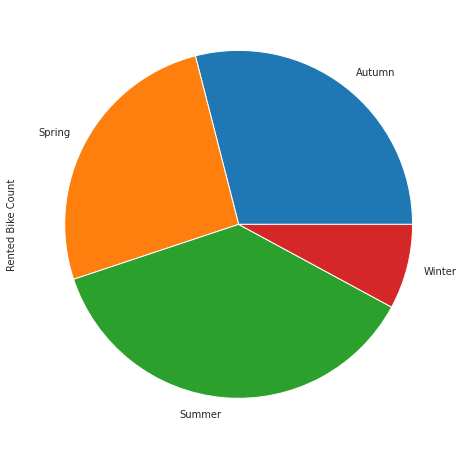 Autumn
Spring
Rented Bike Count
Winter
Summer